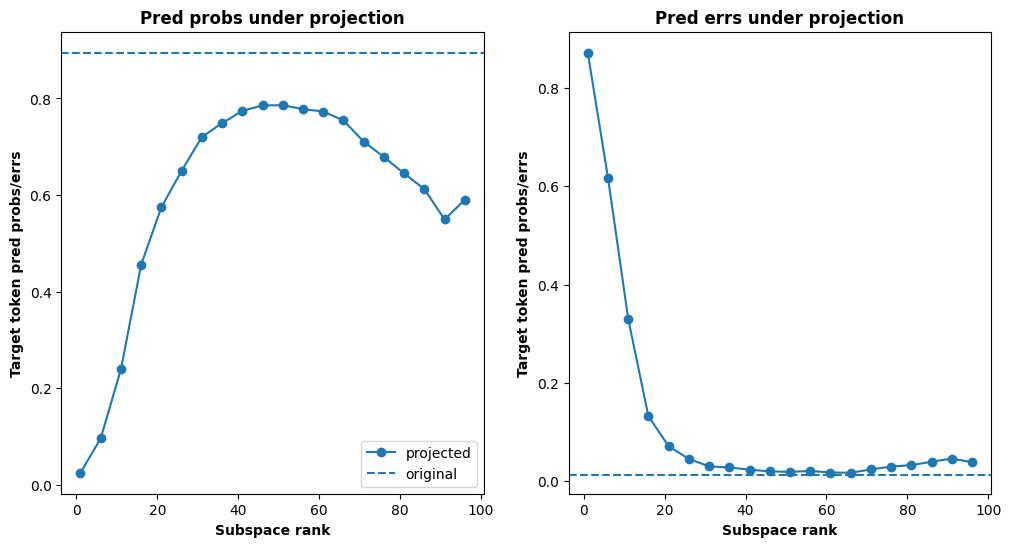 Pred probs under projection
Target token pred probs/errs
0.8
0.6
0.4
0.2
0.0
0
20
40
60
80
100
Subspace rank
projected
original
Pred errs under projection
Target token pred probs/errs
0.8
0.6
0.4
0.2
0.0
0
20
40
60
80
100
Subspace rank